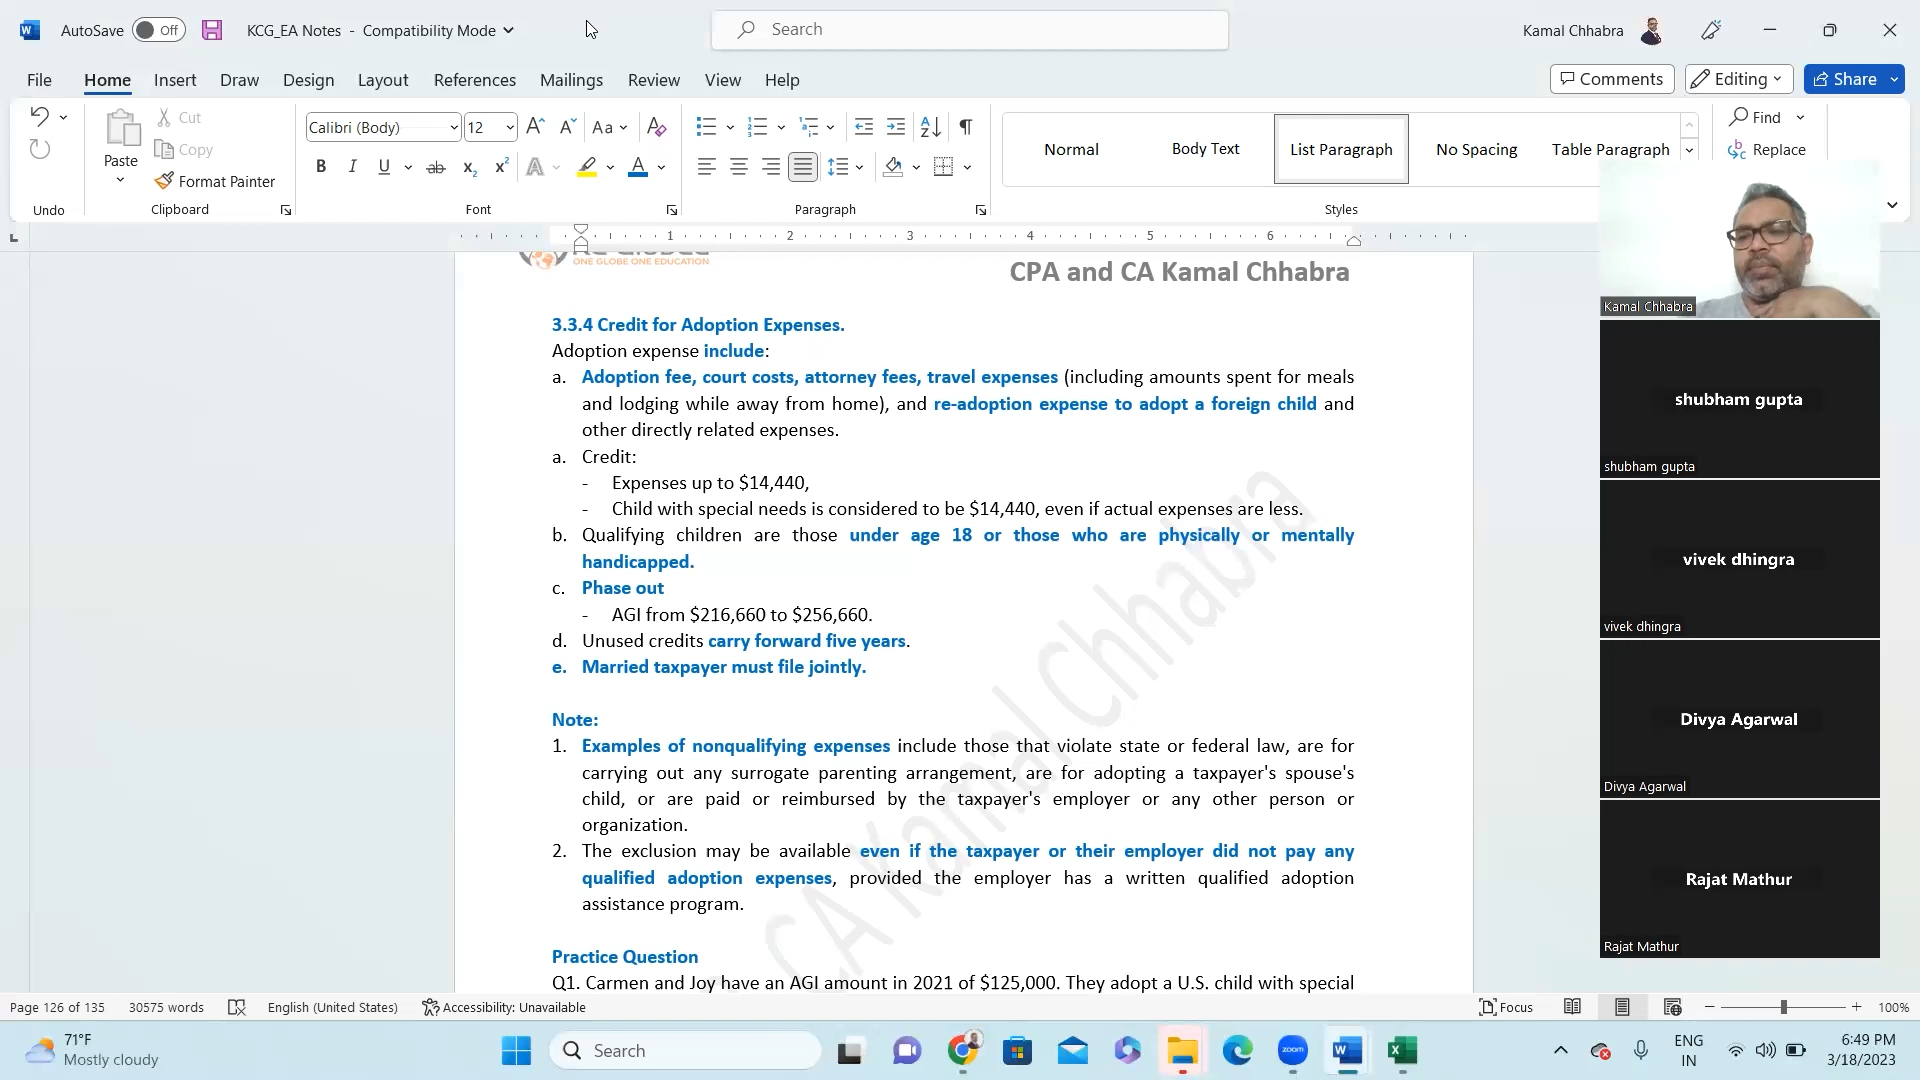 AutoSave Off KCG_EA Notes - Compatibility Mode Search Kamal Chhabra
File Home Insert Draw Design Layout References Mailings Review View Help Comments Editing Share
Calibri (Body) 12 Aa Find
Paste Cut
Copy
Format Painter
B I U ab x₂ x² A A
Normal Body Text List Paragraph No Spacing Table Paragraph Replace
Undo Clipboard Font Paragraph Styles
1 2 3 4 5 6
ONE GLOBE ONE EDUCATION
CPA and CA Kamal Chhabra
3.3.4 Credit for Adoption Expenses.
Adoption expense include:
a. Adoption fee, court costs, attorney fees, travel expenses (including amounts spent for meals
and lodging while away from home), and re-adoption expense to adopt a foreign child and
other directly related expenses.
a. Credit:
- Expenses up to $14,440,
- Child with special needs is considered to be $14,440, even if actual expenses are less.
b. Qualifying children are those under age 18 or those who are physically or mentally
handicapped.
c. Phase out
- AGI from $216,660 to $256,660.
d. Unused credits carry forward five years.
e. Married taxpayer must file jointly.
Note:
1. Examples of nonqualifying expenses include those that violate state or federal law, are for
carrying out any surrogate parenting arrangement, are for adopting a taxpayer's spouse's
child, or are paid or reimbursed by the taxpayer's employer or any other person or
organization.
2. The exclusion may be available even if the taxpayer or their employer did not pay any
qualified adoption expenses, provided the employer has a written qualified adoption
assistance program.
Practice Question
Q1. Carmen and Joy have an AGI amount in 2021 of $125,000. They adopt a U.S. child with special
CA Kamal Chhabra
Kamal Chhabra
shubham gupta
shubham gupta
vivek dhingra
vivek dhingra
Divya Agarwal
Divya Agarwal
Rajat Mathur
Rajat Mathur
Page 126 of 135 30575 words English (United States) Accessibility: Unavailable Focus 100%
71°F
Mostly cloudy
Search
zoom
ENG
IN
6:49 PM
3/18/2023